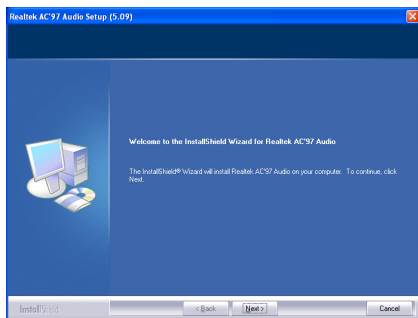 Realtek AC'97 Audio Setup (5.09)
Welcome to the InstallShield Wizard for Realtek AC'97 Audio
The InstallShield® Wizard will install Realtek AC'97 Audio on your computer. To continue, click
Next.
InstallShield
< Back
Next >
Cancel